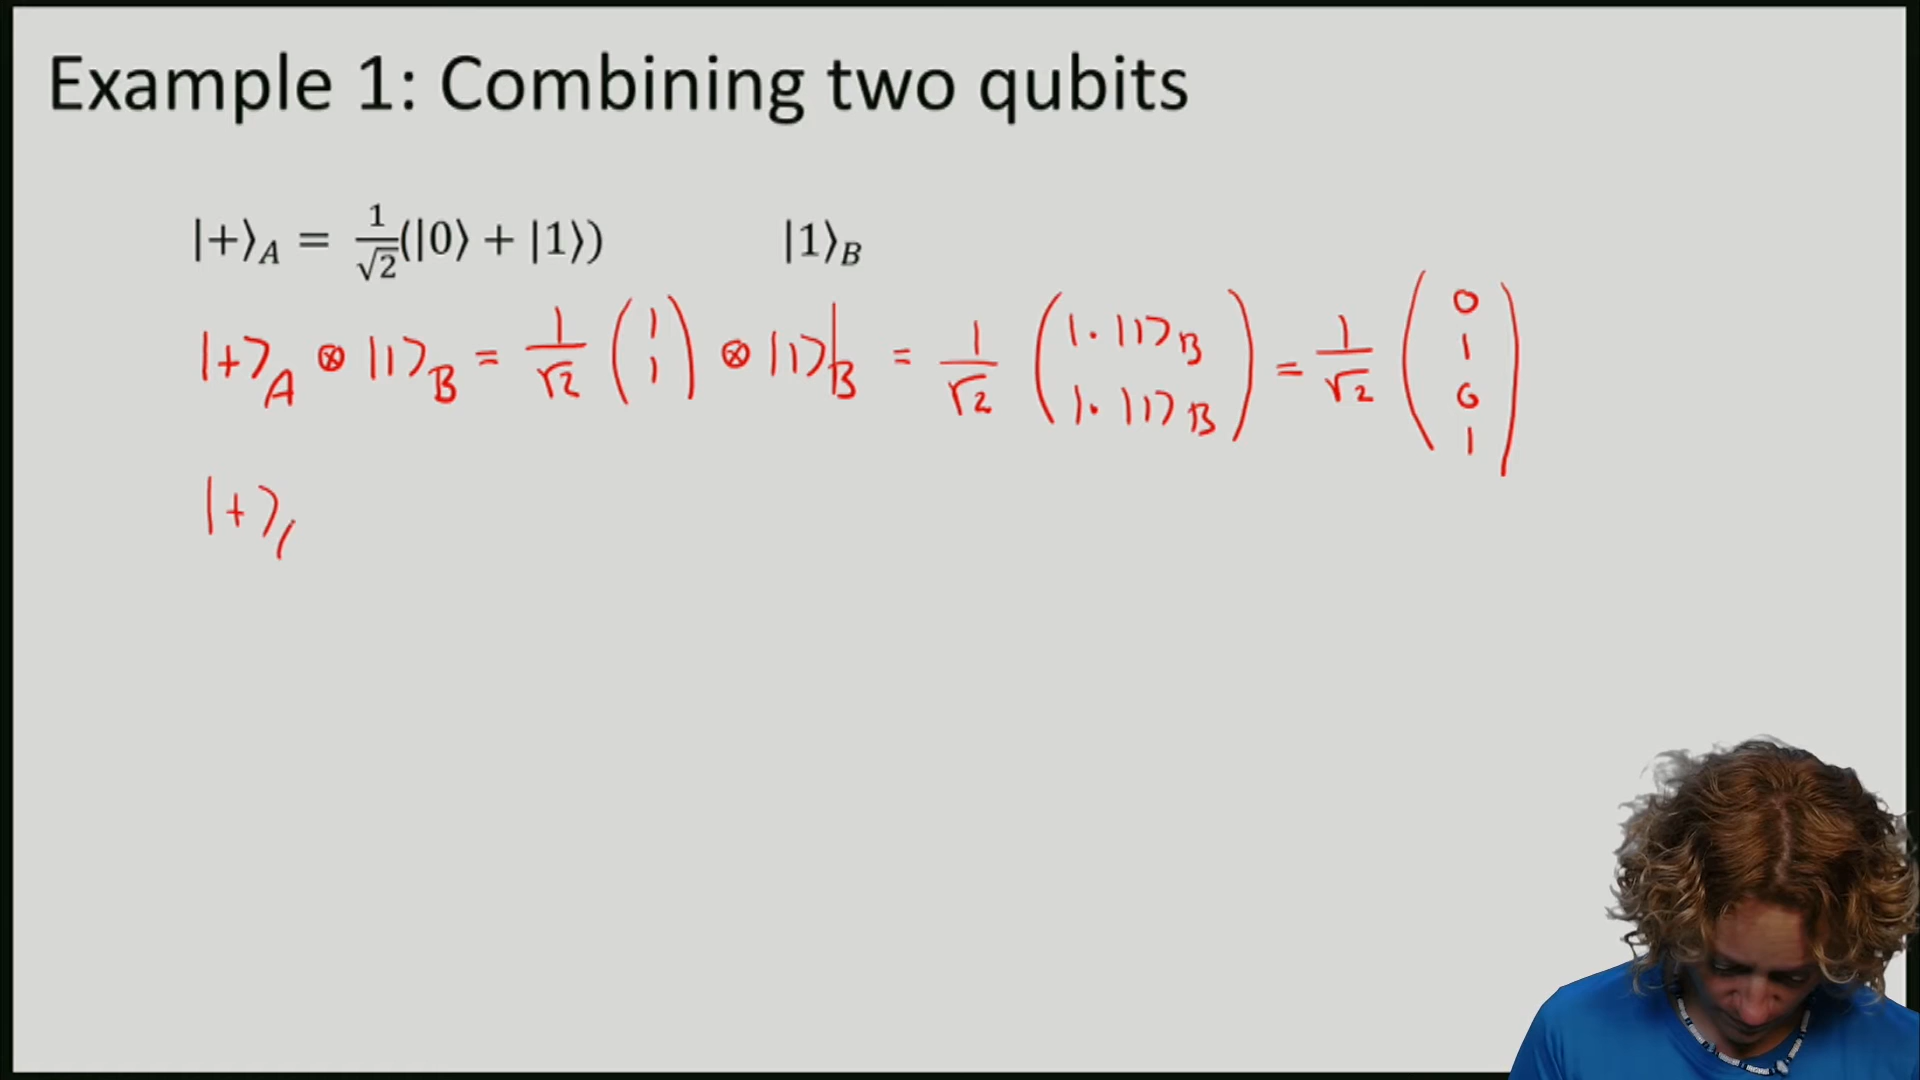 Example 1: Combining two qubits
|+⟩_A = 1/√2 (|0⟩ + |1⟩) |1⟩_B
|+⟩_A ⊗ |1⟩_B = 1/√2 (1 1) ⊗ |1⟩_B = 1/√2 (1·|1⟩_B 1·|1⟩_B) = 1/√2 (0 1 0 1)
|+⟩